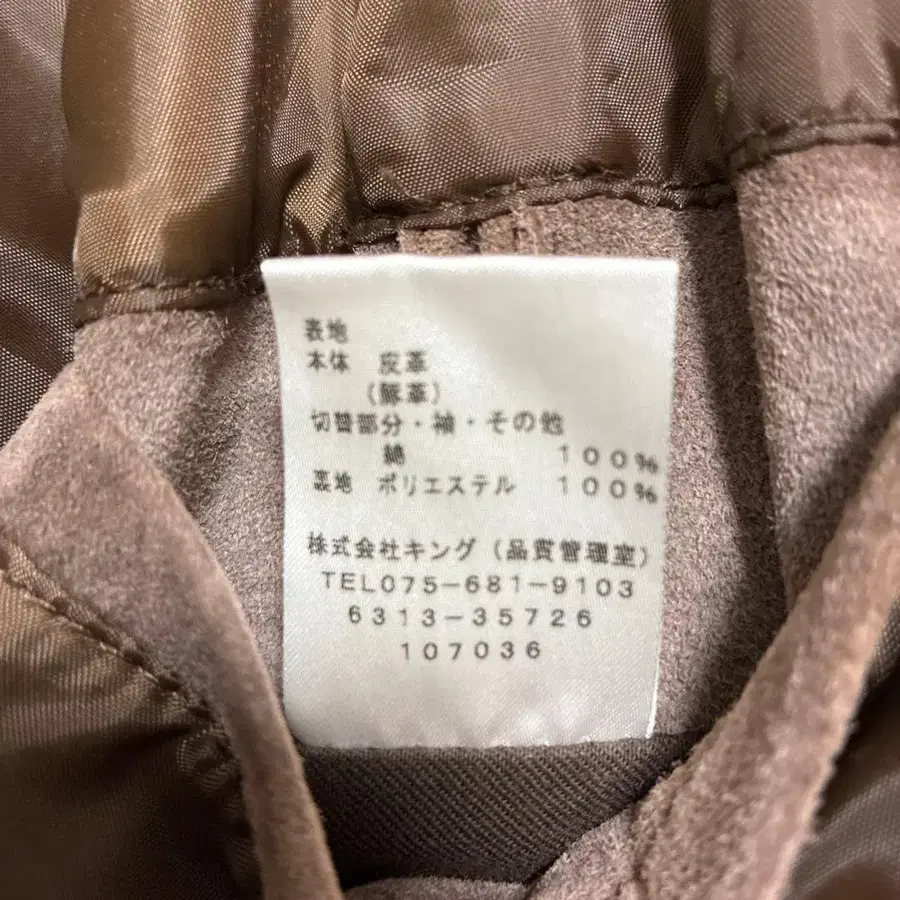 表地
本体 皮革
(豚革)
切替部分・袖・その他
綿 100%
裏地 ポリエステル 100%
株式会社キング(品質管理室)
TEL075-681-9103
6313-35726
107036